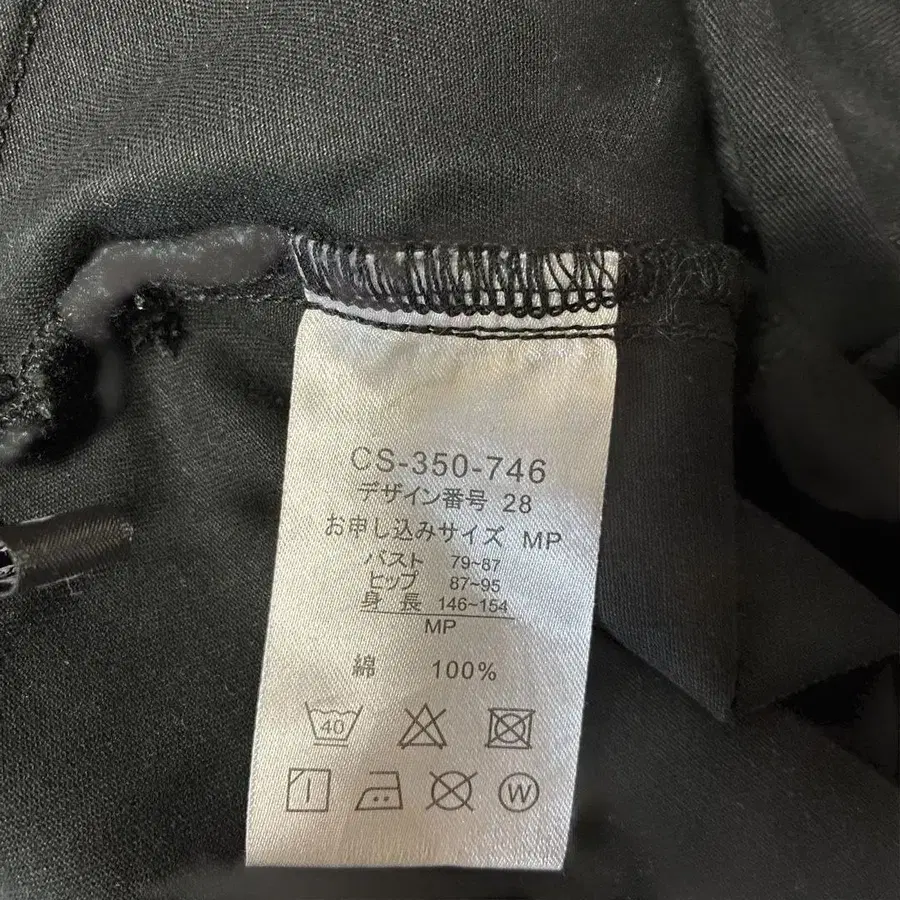 CS-350-746
デザイン番号 28
お申し込みサイズ MP
バスト 79~87
ヒップ 87~95
身長 146~154
MP
綿 100%
40
W